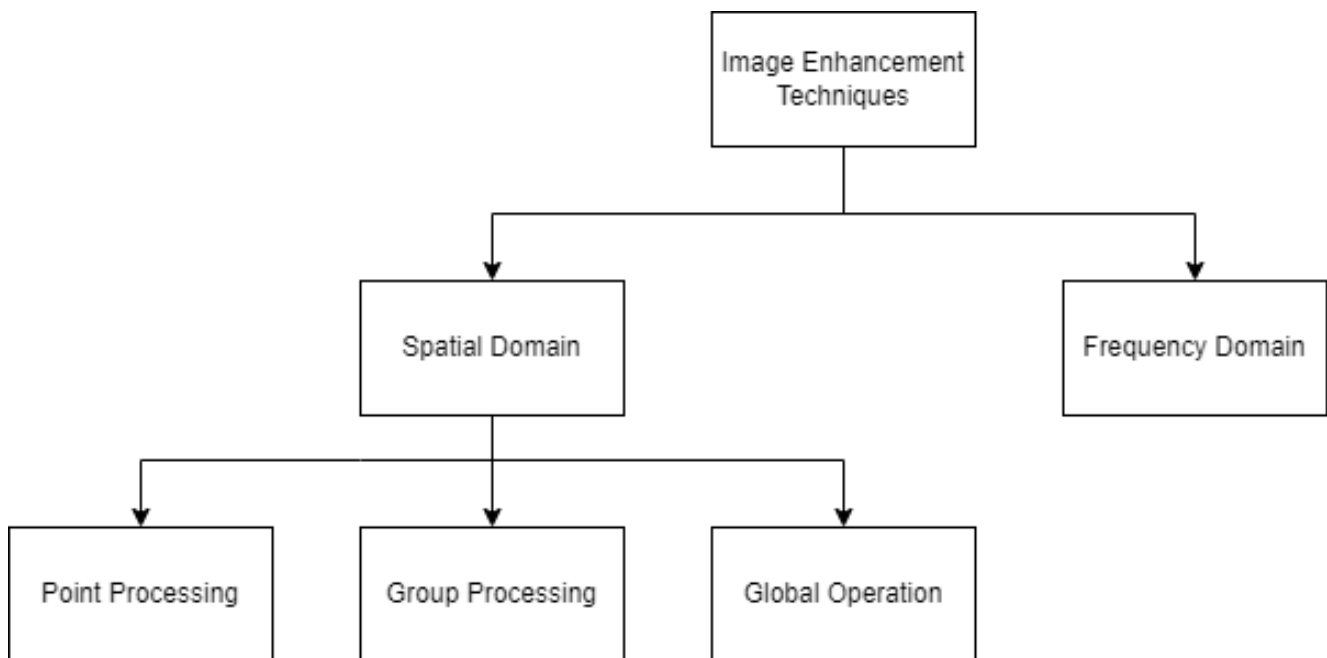 Image Enhancement
Techniques
Spatial Domain
Frequency Domain
Point Processing
Group Processing
Global Operation